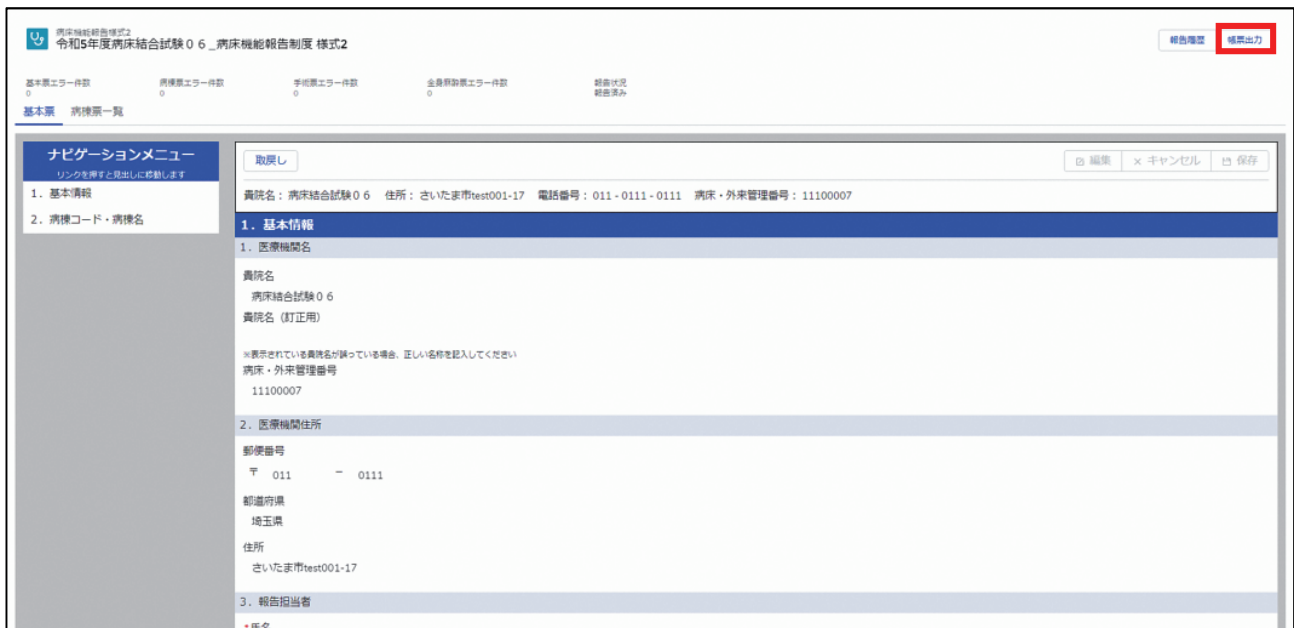 病床機能報告様式2
令和5年度病床結合試験０６_病床機能報告制度 様式2
報告履歴 帳票出力
基本票エラー件数 病棟票エラー件数 手術票エラー件数 全身麻酔票エラー件数 報告状況
0 0 0 0 報告済み
基本票 病棟票一覧
ナビゲーションメニュー
リンクを押すと見出しに移動します
1．基本情報
2．病棟コード・病棟名
取戻し 編集 × キャンセル 保存
貴院名： 病床結合試験０６ 住所： さいたま市test001-17 電話番号： 011 - 0111 - 0111 病床・外来管理番号： 11100007
1．基本情報
1．医療機関名
貴院名
病床結合試験０６
貴院名（訂正用）
※表示されている貴院名が誤っている場合、正しい名称を記入してください
病床・外来管理番号
11100007
2．医療機関住所
郵便番号
〒 011 － 0111
都道府県
埼玉県
住所
さいたま市test001-17
3．報告担当者
*氏名